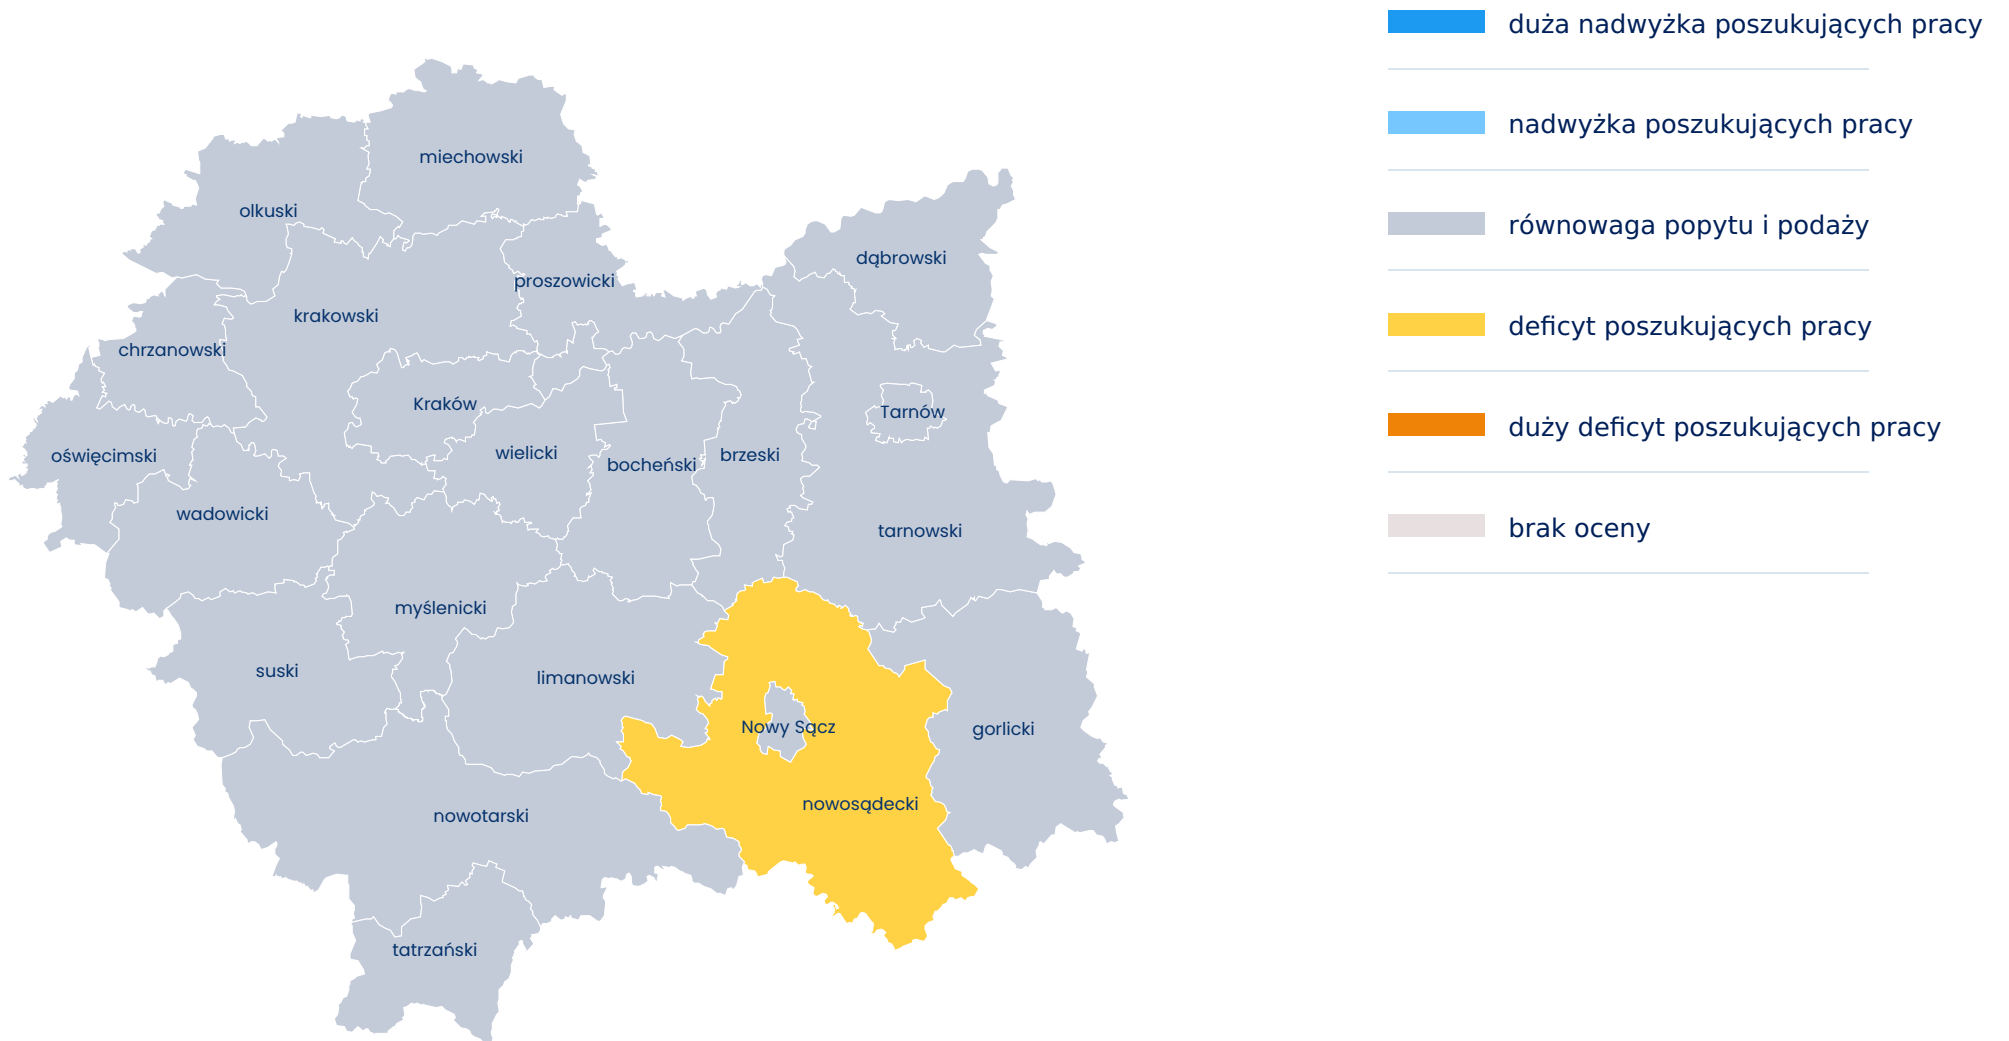 duża nadwyżka poszukujących pracy
nadwyżka poszukujących pracy
równowaga popytu i podaży
deficyt poszukujących pracy
duży deficyt poszukujących pracy
brak oceny
miechowski
olkuski
dąbrowski
proszowicki
krakowski
chrzanowski
Kraków
Tarnów
oświęcimski
wielicki
bocheński
brzeski
wadowicki
tarnowski
myślenicki
suski
limanowski
Nowy Sącz
gorlicki
nowosądecki
nowotarski
tatrzański